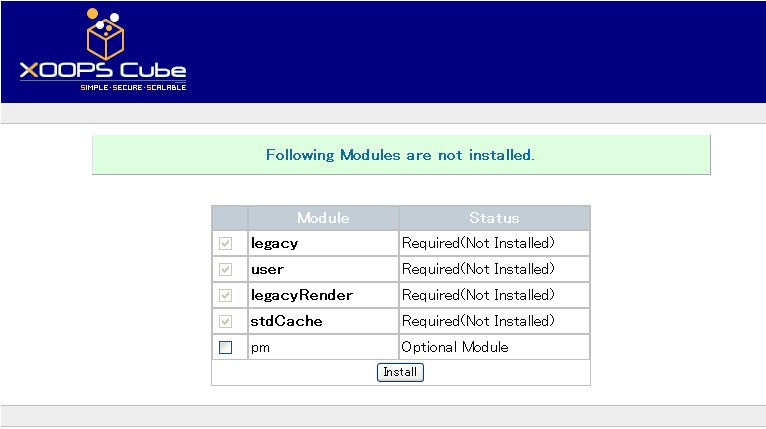 XOOPS Cube
SIMPLE·SECURE·SCALABLE
Following Modules are not installed.
Module Status
legacy Required(Not Installed)
user Required(Not Installed)
legacyRender Required(Not Installed)
stdCache Required(Not Installed)
pm Optional Module
Install